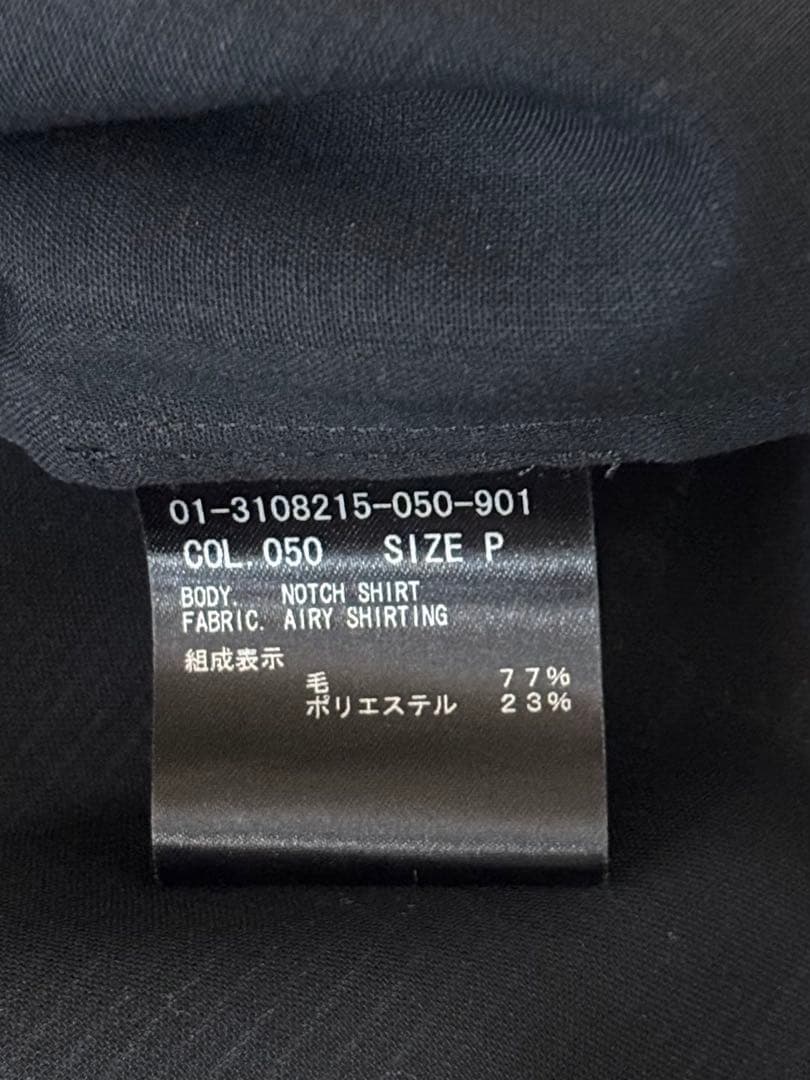 01-3108215-050-901
COL. 050 SIZE P
BODY. NOTCH SHIRT
FABRIC. AIRY SHIRTING
組成表示
毛 77%
ポリエステル 23%